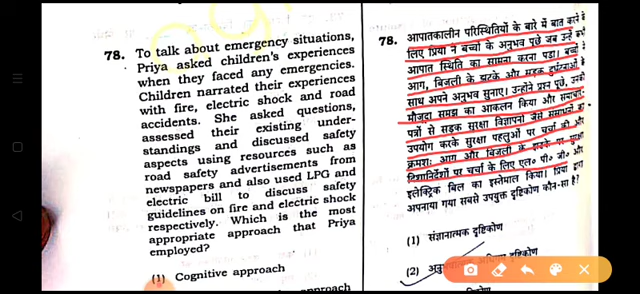 78. To talk about emergency situations,
Priya asked children's experiences
when they faced any emergencies.
Children narrated their experiences
with fire, electric shock and road
accidents. She asked questions,
assessed their existing under-
standings and discussed safety
aspects using resources such as
road safety advertisements from
newspapers and also used LPG and
electric bill to discuss safety
guidelines on fire and electric shock
respectively. Which is the most
appropriate approach that Priya
employed?
(1) Cognitive approach
approach
78. आपातकालीन परिस्थितियों के बारे में बात करने के
लिए प्रिया ने बच्चों के अनुभव पूछे जब उन्हें कभी
आपात स्थिति का सामना करना पड़ा। बच्चों ने
आग, बिजली के झटके और सड़क दुर्घटनाओं के
साथ अपने अनुभव सुनाए। उन्होंने प्रश्न पूछे, उनकी
मौजूदा समझ का आकलन किया और समाचार-
पत्रों से सड़क सुरक्षा विज्ञापनों जैसे संसाधनों का
उपयोग करके सुरक्षा पहलुओं पर चर्चा की और
क्रमशः आग और बिजली के झटके पर सुरक्षा
दिशानिर्देशों पर चर्चा के लिए एल० पी० जी० और
इलेक्ट्रिक बिल का इस्तेमाल किया। प्रिया द्वारा
अपनाया गया सबसे उपयुक्त दृष्टिकोण कौन-सा है?
(1) संज्ञानात्मक दृष्टिकोण
(2) दृष्टिकोण